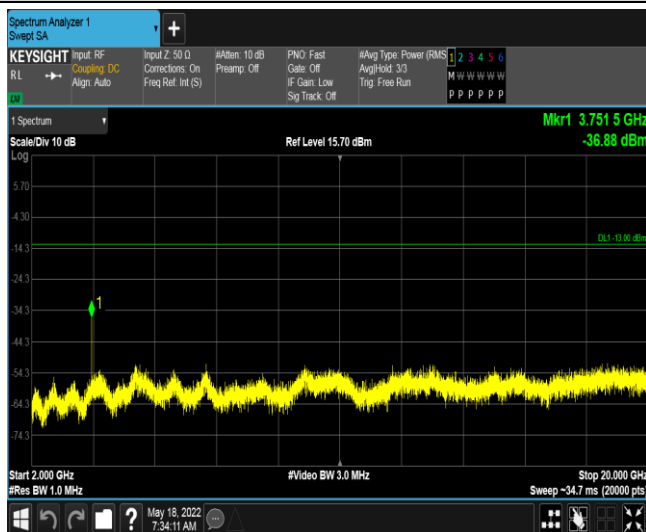 Spectrum Analyzer 1
Swept SA
+
KEYSIGHT Input: RF Input Z: 50 Ω #Atten: 10 dB PNO: Fast #Avg Type: Power (RMS 1 2 3 4 5 6
RL Coupling: DC Corrections: On Preamp: Off Gate: Off Avg|Hold: 3/3 M W W W W W
Align: Auto Freq Ref: Int (S) IF Gain: Low Trig: Free Run
Sig Track: Off P P P P P P
1 Spectrum Mkr1 3.751 5 GHz
Scale/Div 10 dB Ref Level 15.70 dBm -36.88 dBm
Log
5.70
-4.30
DL1 -13.00 dBm
-14.3
-24.3
1
-34.3
-44.3
-54.3
-64.3
-74.3
Start 2.000 GHz #Video BW 3.0 MHz Stop 20.000 GHz
#Res BW 1.0 MHz Sweep ~34.7 ms (20000 pts)
? May 18, 2022
7:34:11 AM